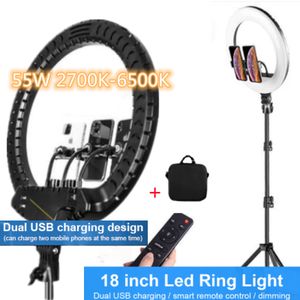 55W 2700K-6500K
Dual USB charging design
(can charge two mobile phones at the same time)
+
18 inch Led Ring Light
Dual USB charging / smart remote control / dimming